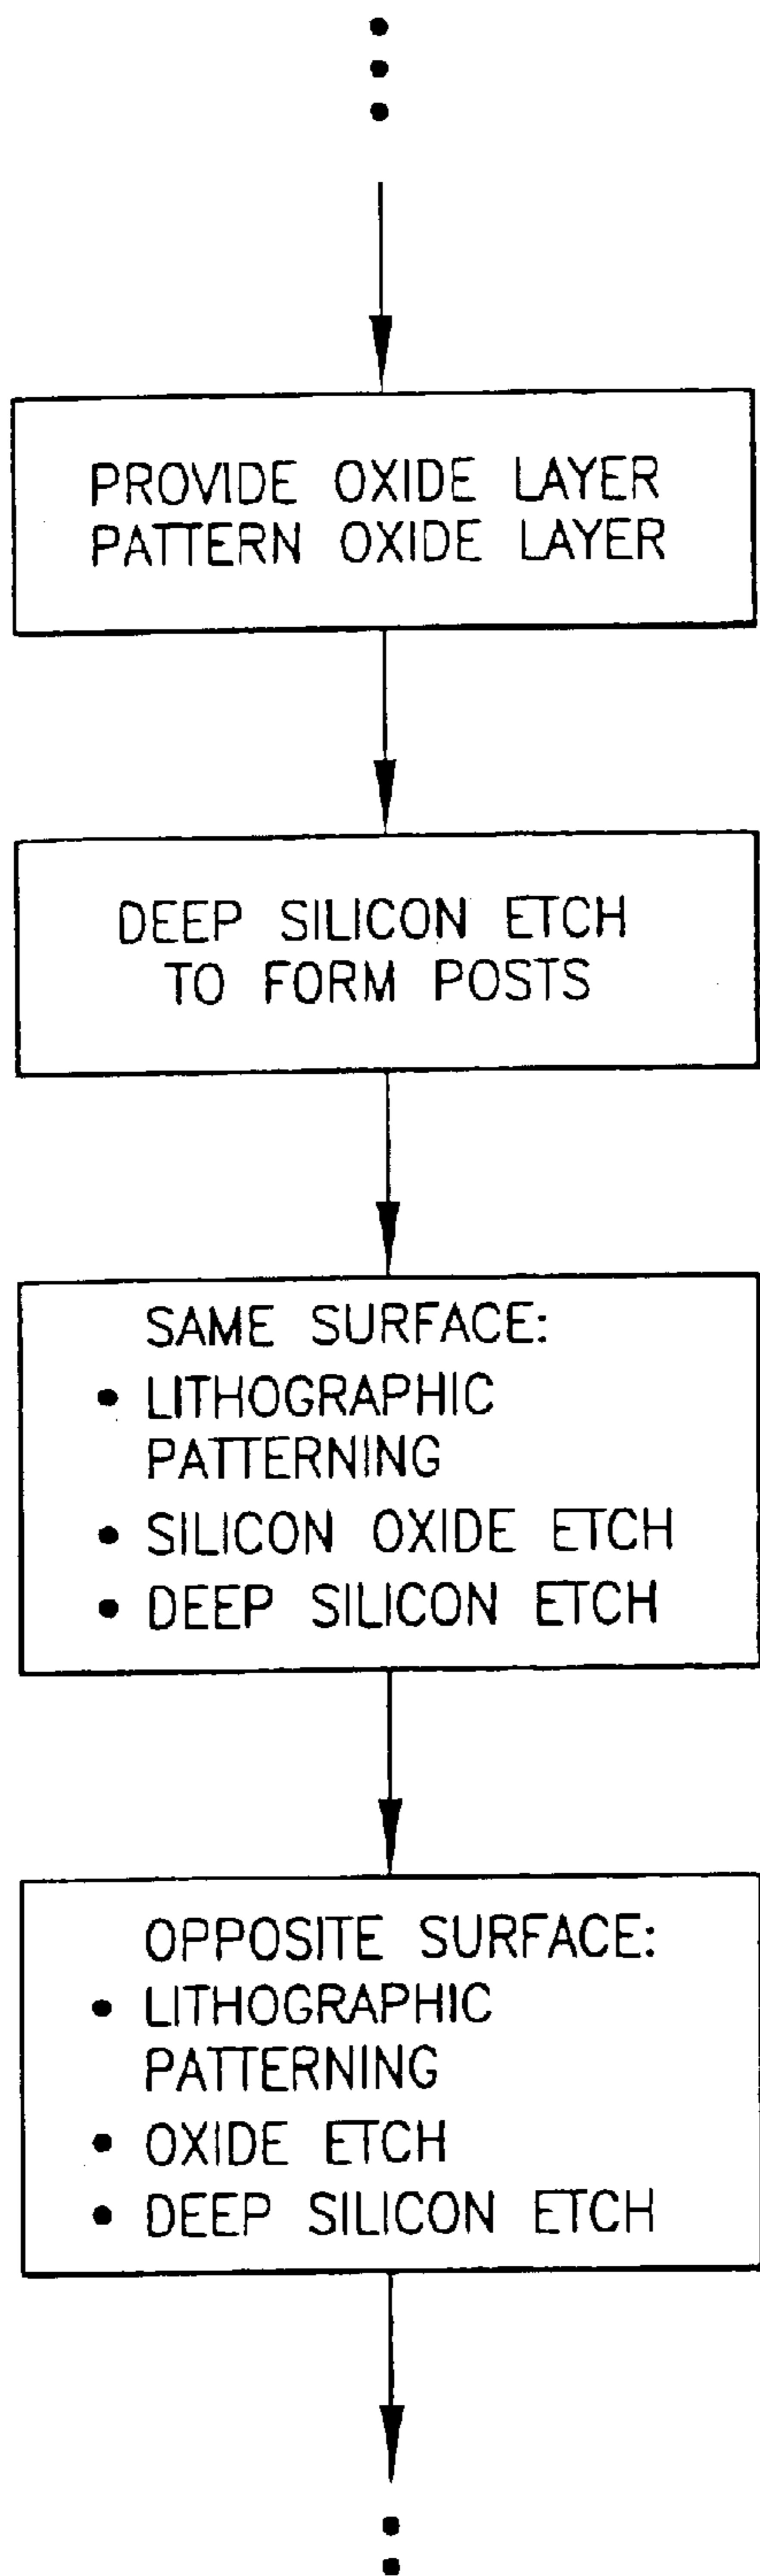 PROVIDE OXIDE LAYER
PATTERN OXIDE LAYER
DEEP SILICON ETCH
TO FORM POSTS
SAME SURFACE:
• LITHOGRAPHIC
PATTERNING
• SILICON OXIDE ETCH
• DEEP SILICON ETCH
OPPOSITE SURFACE:
• LITHOGRAPHIC
PATTERNING
• OXIDE ETCH
• DEEP SILICON ETCH